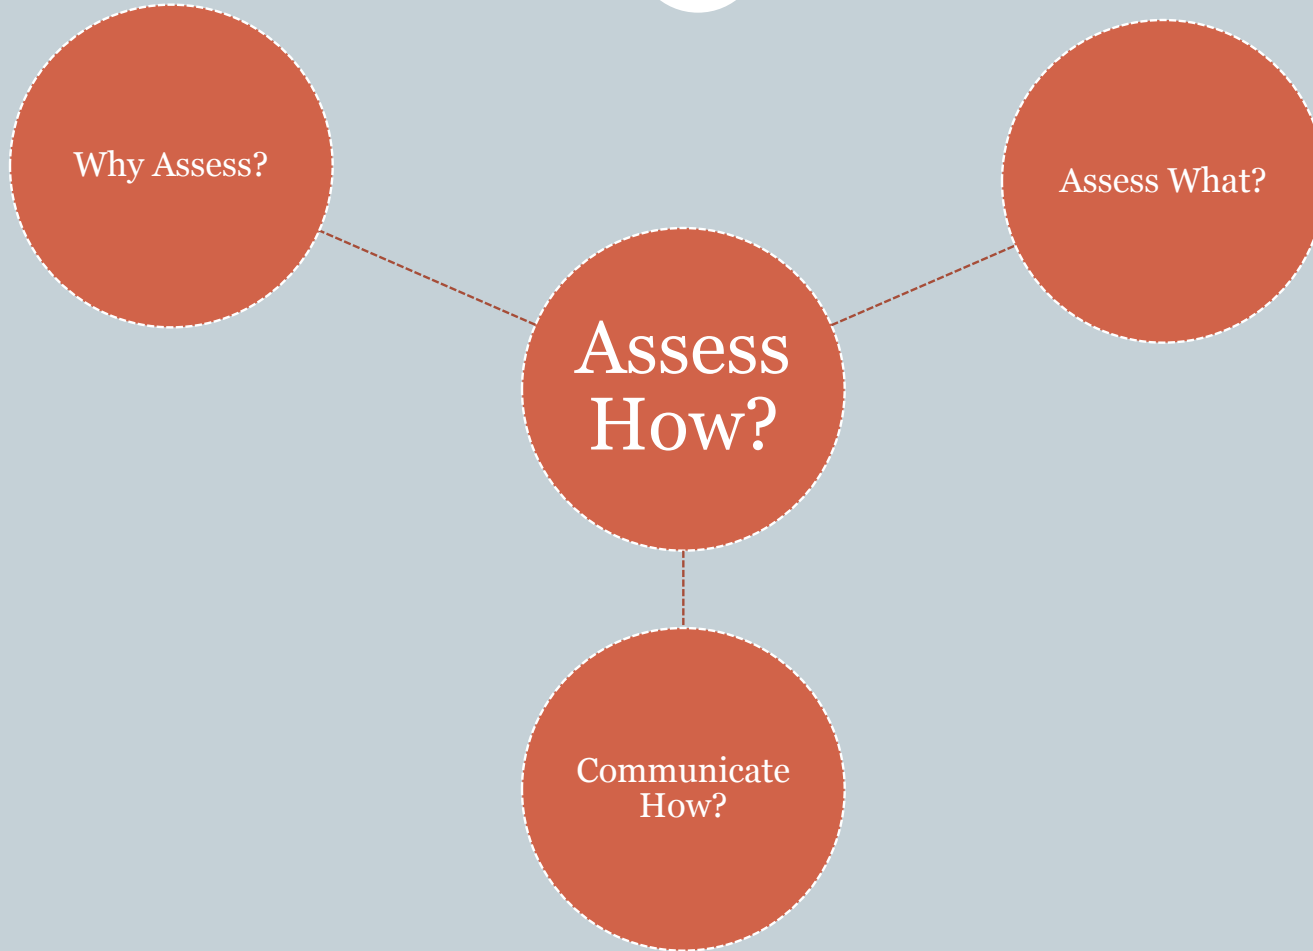 Why Assess?
Assess What?
Assess
How?
Communicate
How?